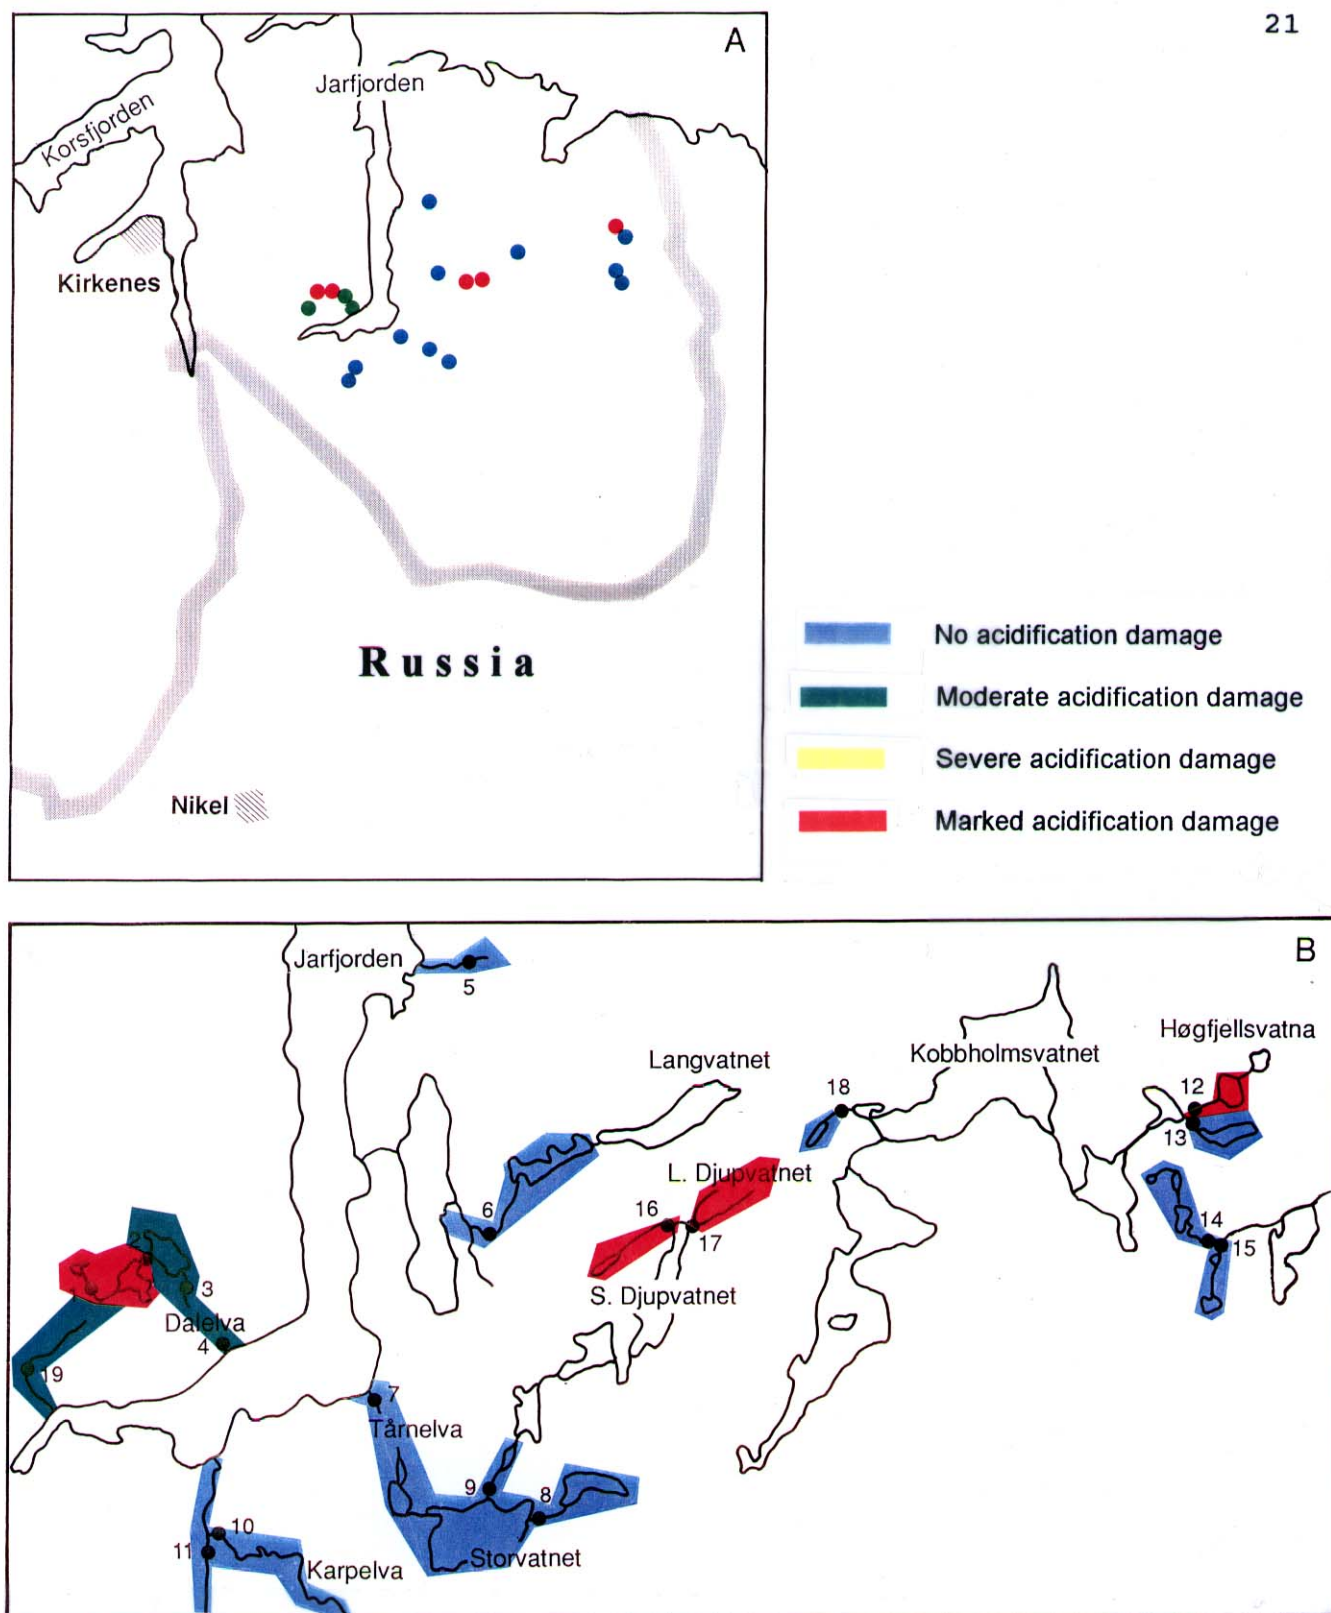 21
A
Jarfjorden
Korsfjorden
Kirkenes
Russia
Nikel
No acidification damage
Moderate acidification damage
Severe acidification damage
Marked acidification damage
B
Jarfjorden
5
Høgfjellsvatna
Langvatnet
Kobbholmsvatnet
18
12
13
L. Djupvatnet
6
16
17
14
15
2
3
S. Djupvatnet
Dalelva
4
19
7
Tårnelva
9
8
10
11
Storvatnet
Karpelva